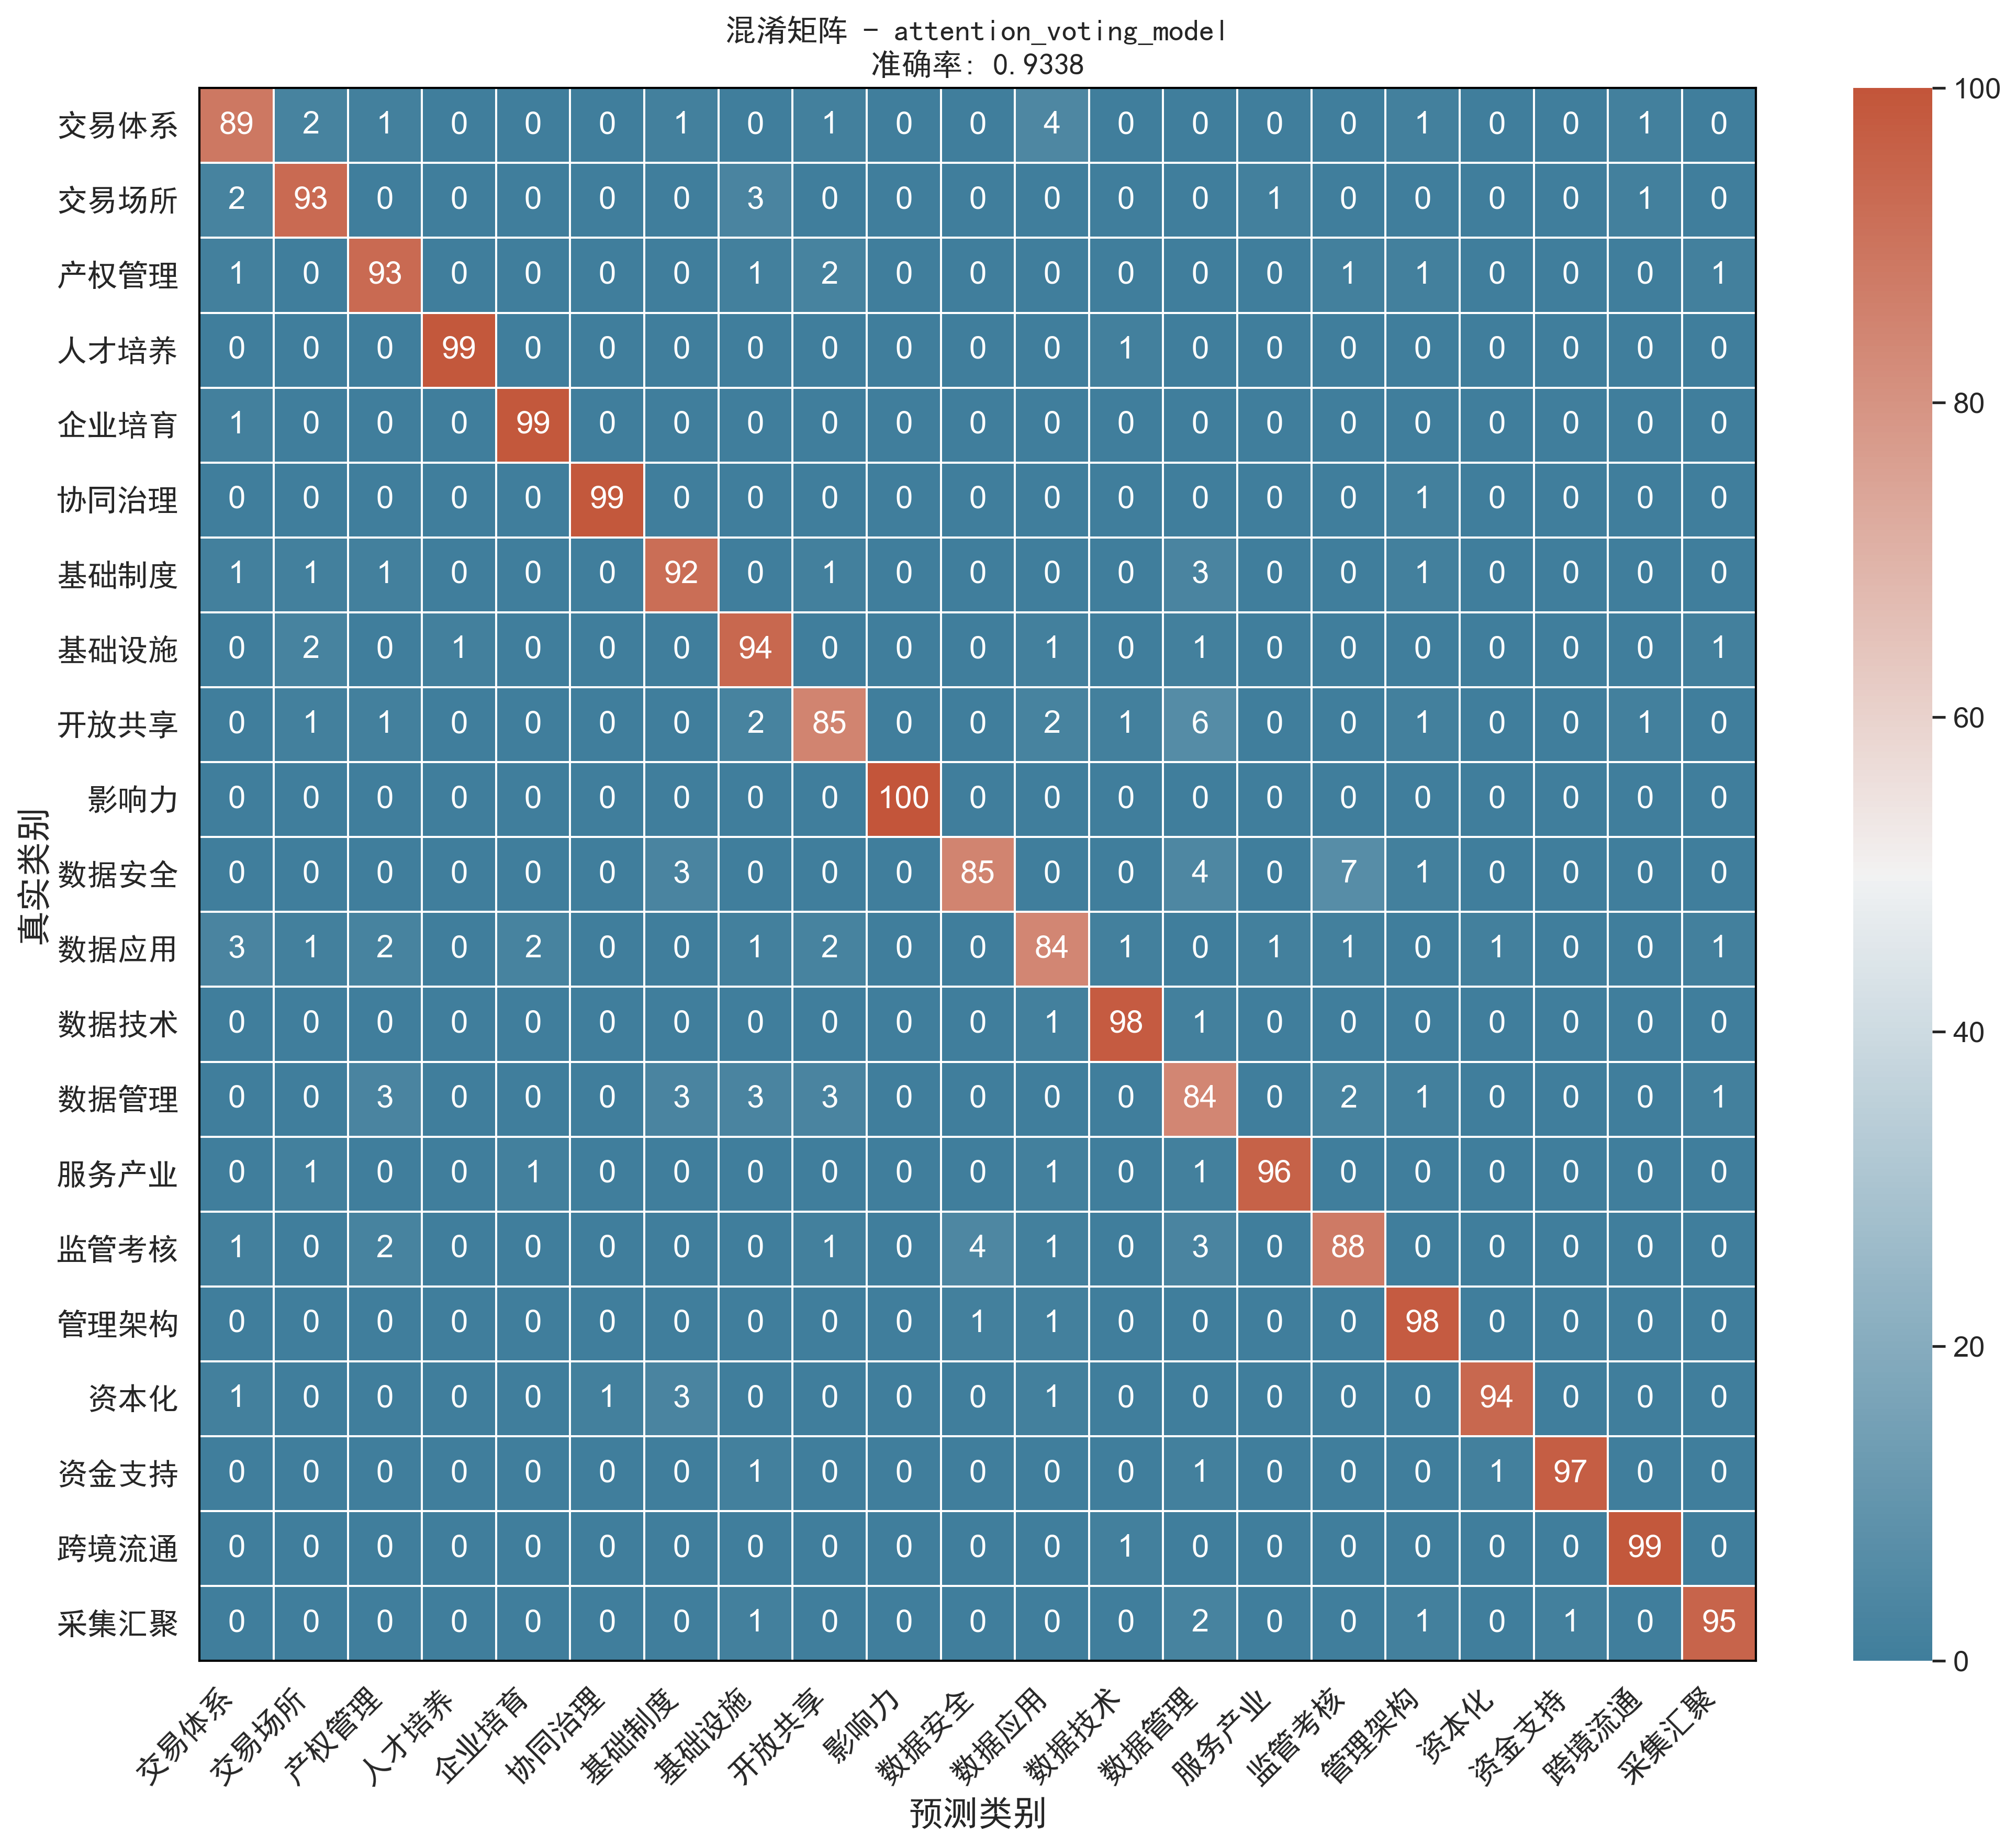 混淆矩阵 - attention_voting_model
准确率: 0.9338
交易体系 89 2 1 0 0 0 1 0 1 0 0 4 0 0 0 0 1 0 0 1 0
交易场所 2 93 0 0 0 0 0 3 0 0 0 0 0 0 1 0 0 0 0 1 0
产权管理 1 0 93 0 0 0 0 1 2 0 0 0 0 0 0 1 1 0 0 0 1
人才培养 0 0 0 99 0 0 0 0 0 0 0 0 1 0 0 0 0 0 0 0 0
企业培育 1 0 0 0 99 0 0 0 0 0 0 0 0 0 0 0 0 0 0 0 0
协同治理 0 0 0 0 0 99 0 0 0 0 0 0 0 0 0 0 1 0 0 0 0
基础制度 1 1 1 0 0 0 92 0 1 0 0 0 0 3 0 0 1 0 0 0 0
基础设施 0 2 0 1 0 0 0 94 0 0 0 1 0 1 0 0 0 0 0 0 1
开放共享 0 1 1 0 0 0 0 2 85 0 0 2 1 6 0 0 1 0 0 1 0
影响力 0 0 0 0 0 0 0 0 0 100 0 0 0 0 0 0 0 0 0 0 0
数据安全 0 0 0 0 0 0 3 0 0 0 85 0 0 4 0 7 1 0 0 0 0
数据应用 3 1 2 0 2 0 0 1 2 0 0 84 1 0 1 1 0 1 0 0 1
数据技术 0 0 0 0 0 0 0 0 0 0 0 1 98 1 0 0 0 0 0 0 0
数据管理 0 0 3 0 0 0 3 3 3 0 0 0 0 84 0 2 1 0 0 0 1
服务产业 0 1 0 0 1 0 0 0 0 0 0 1 0 1 96 0 0 0 0 0 0
监管考核 1 0 2 0 0 0 0 0 1 0 4 1 0 3 0 88 0 0 0 0 0
管理架构 0 0 0 0 0 0 0 0 0 0 1 1 0 0 0 0 98 0 0 0 0
资本化 1 0 0 0 0 1 3 0 0 0 0 1 0 0 0 0 0 94 0 0 0
资金支持 0 0 0 0 0 0 0 1 0 0 0 0 0 1 0 0 0 1 97 0 0
跨境流通 0 0 0 0 0 0 0 0 0 0 0 0 1 0 0 0 0 0 0 99 0
采集汇聚 0 0 0 0 0 0 0 1 0 0 0 0 0 2 0 0 1 0 1 0 95
交易体系 交易场所 产权管理 人才培养 企业培育 协同治理 基础制度 基础设施 开放共享 影响力 数据安全 数据应用 数据技术 数据管理 服务产业 监管考核 管理架构 资本化 资金支持 跨境流通 采集汇聚
预测类别
真实类别
100
80
60
40
20
0